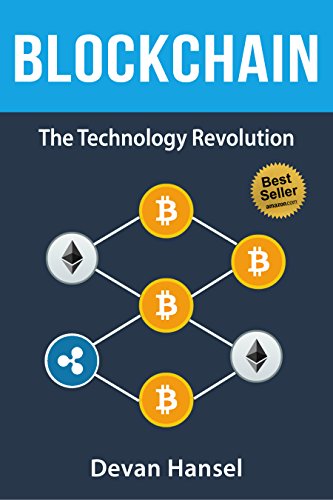 BLOCKCHAIN
The Technology Revolution
Best
Seller
amazon.com
Devan Hansel